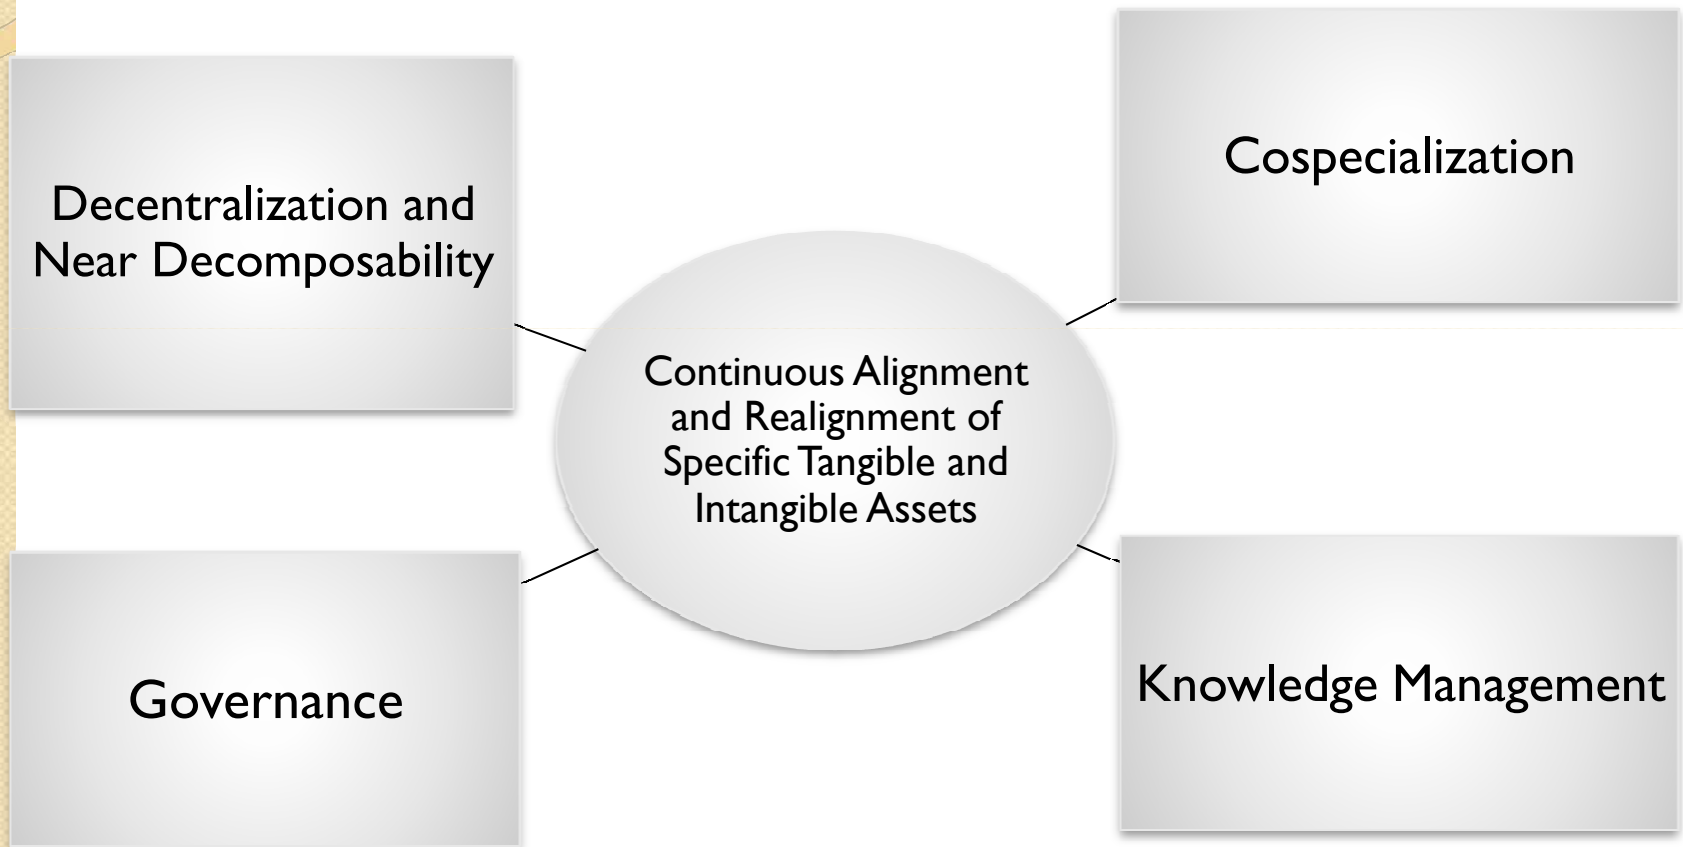 Decentralization and
Near Decomposability
Cospecialization
Continuous Alignment
and Realignment of
Specific Tangible and
Intangible Assets
Governance
Knowledge Management